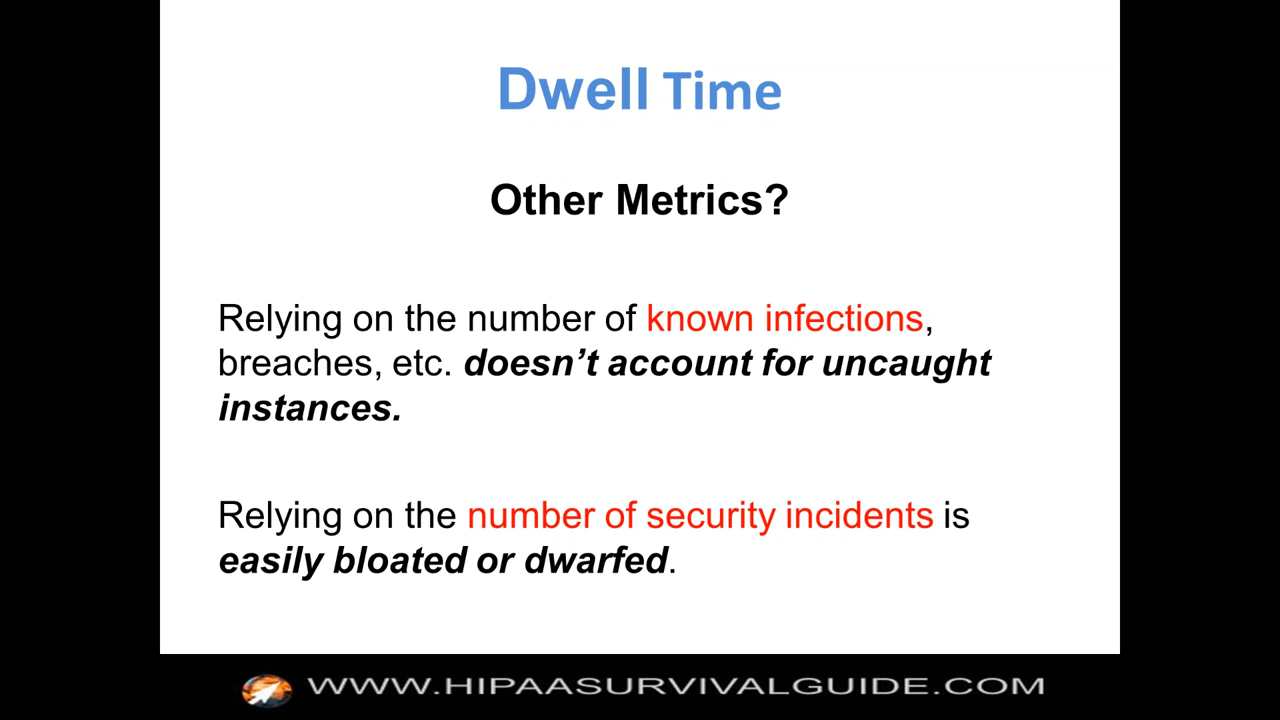 Dwell Time
Other Metrics?
Relying on the number of known infections,
breaches, etc. doesn’t account for uncaught
instances.
Relying on the number of security incidents is
easily bloated or dwarfed.
WWW.HIPAASURVIVALGUIDE.COM